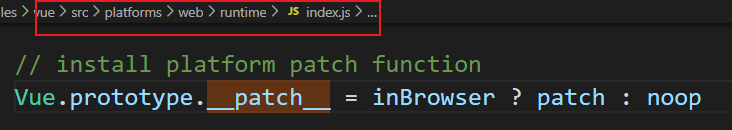 les > vue > src > platforms > web > runtime > JS index.js > ...
// install platform patch function
Vue.prototype.__patch__ = inBrowser ? patch : noop